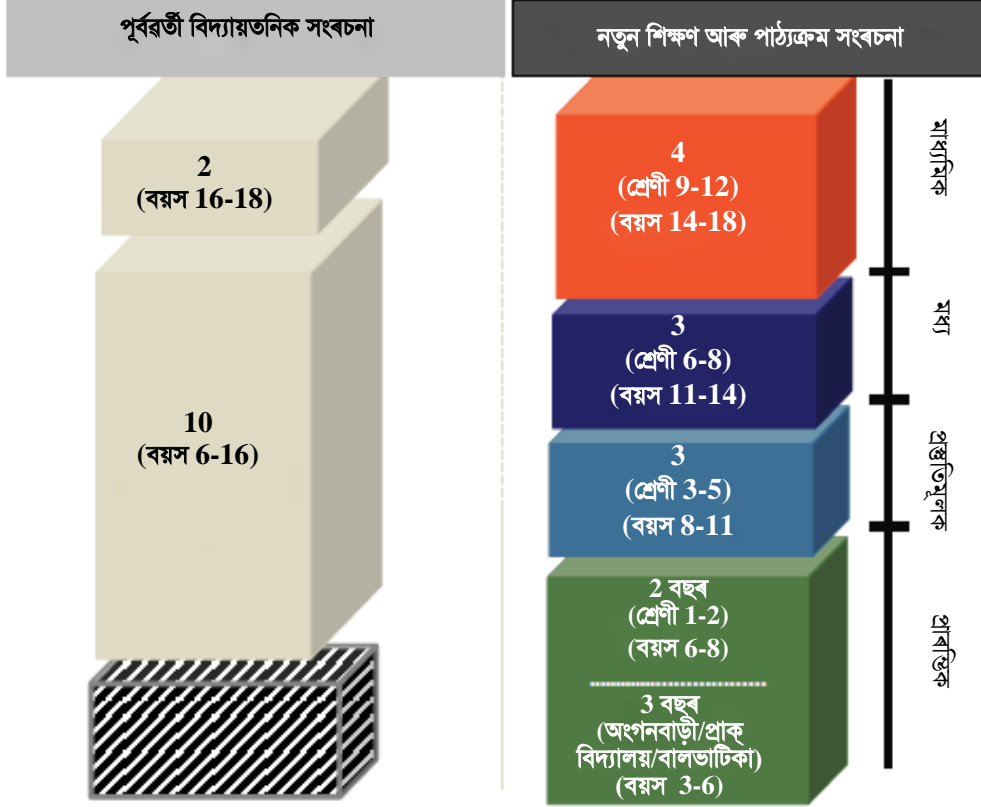 পূৰ্বৱৰ্তী বিদ্যায়তনিক সংৰচনা
2
(বয়স 16-18)
10
(বয়স 6-16)
নতুন শিক্ষণ আৰু পাঠ্যক্ৰম সংৰচনা
4
(শ্ৰেণী 9-12)
(বয়স 14-18)
3
(শ্ৰেণী 6-8)
(বয়স 11-14)
3
(শ্ৰেণী 3-5)
(বয়স 8-11
2 বছৰ
(শ্ৰেণী 1-2)
(বয়স 6-8)
3 বছৰ
(অংগনবাড়ী/প্ৰাক্
বিদ্যালয়/বালভাটিকা)
(বয়স 3-6)
মাধ্যমিক
মধ্য
প্ৰস্তুতিমূলক
প্ৰাৰম্ভিক